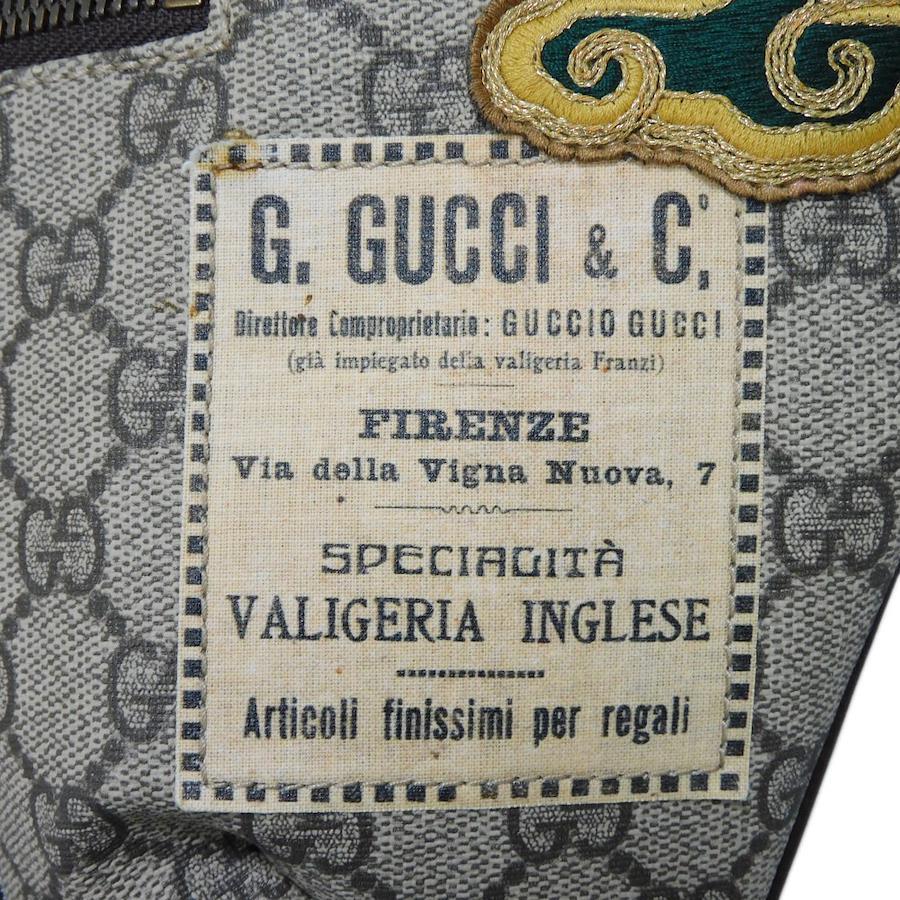 G. GUCCI & Cº,
Direttore Comproprietario: GUCCIO GUCCI
(già impiegato della valigeria Franzi)
FIRENZE
Via della Vigna Nuova, 7
SPECIALITÀ
VALIGERIA INGLESE
Articoli finissimi per regali